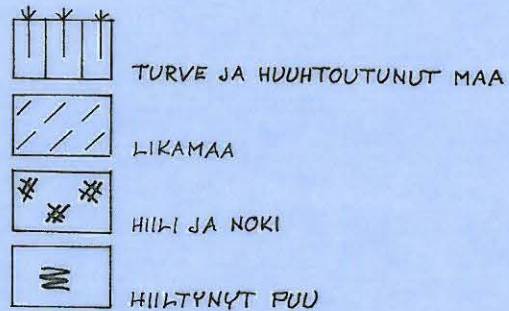 TURVE JA HUUHTOUTUNUT MAA
LIKAMAA
HIILI JA NOKI
HIILTYNYT PUU